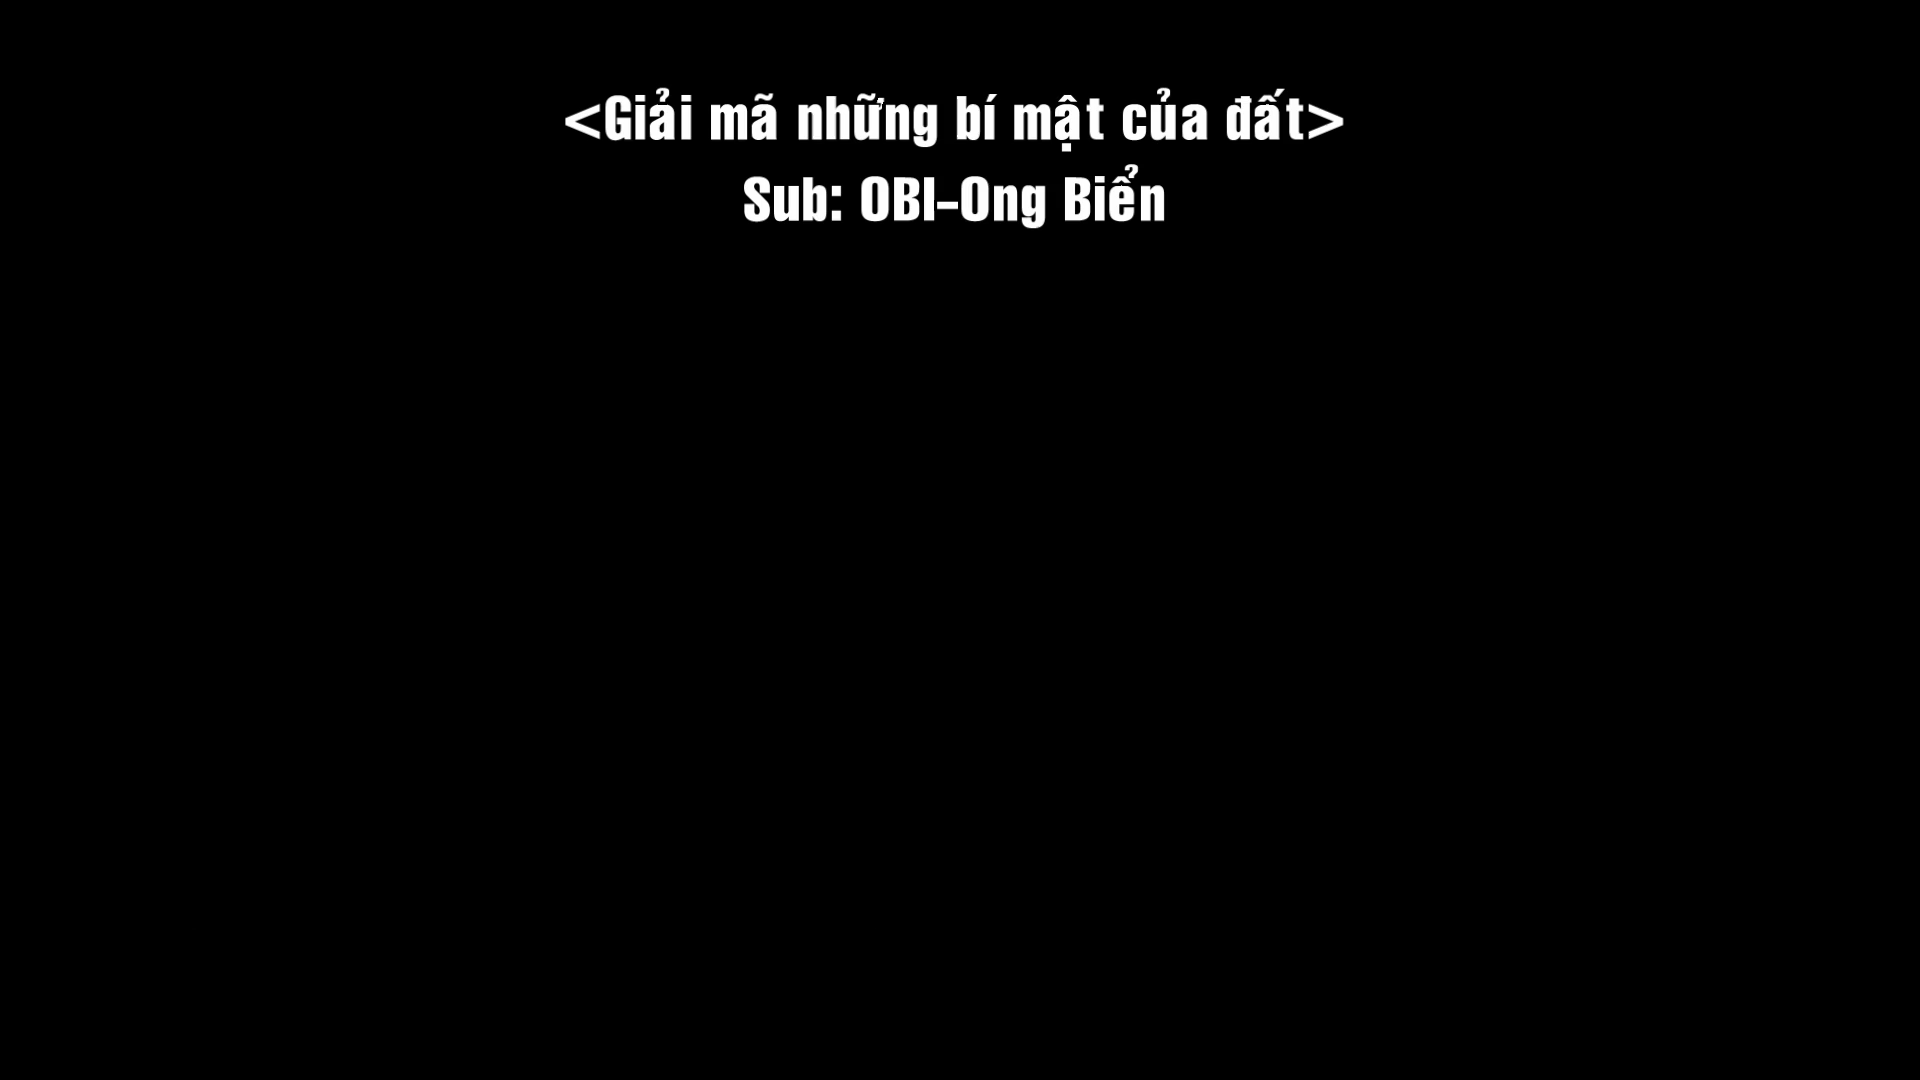 <Giải mã những bí mật của đất>
Sub: OBI-Ong Biển